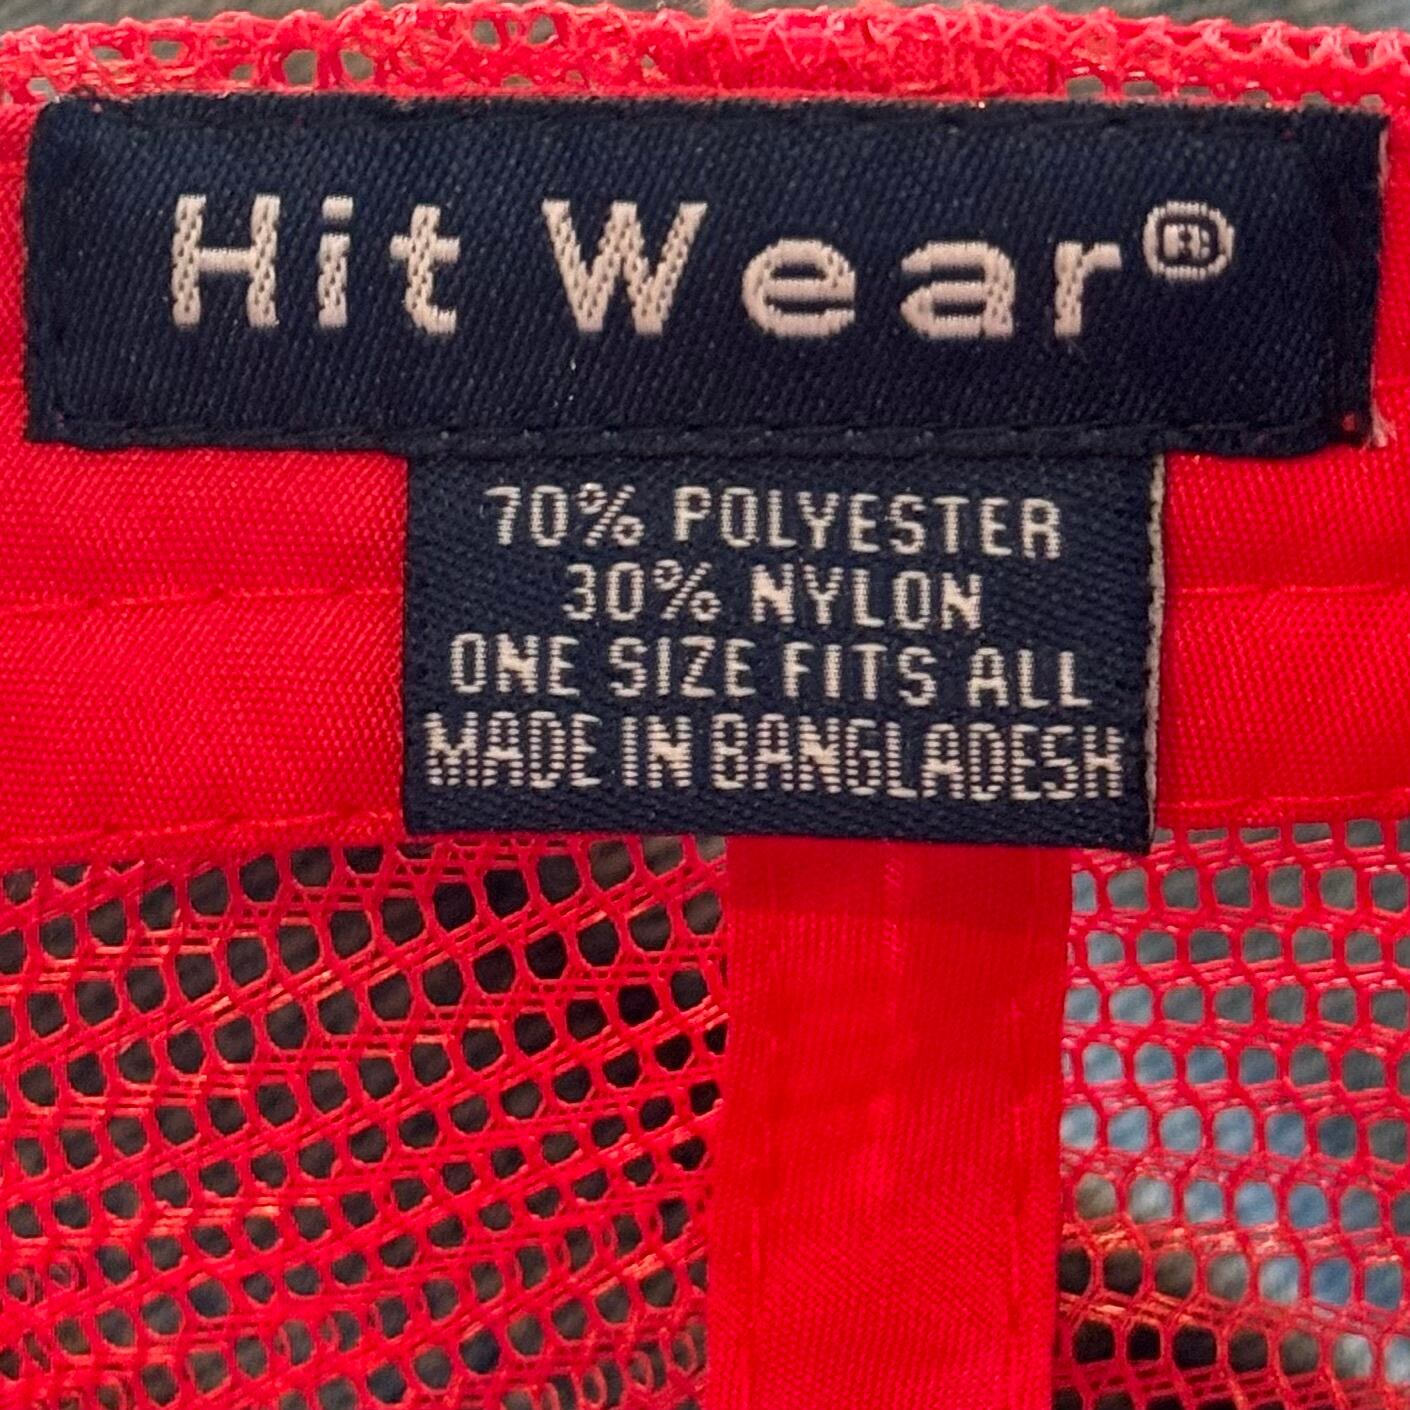 Hit Wear®
70% POLYESTER
30% NYLON
ONE SIZE FITS ALL
MADE IN BANGLADESH